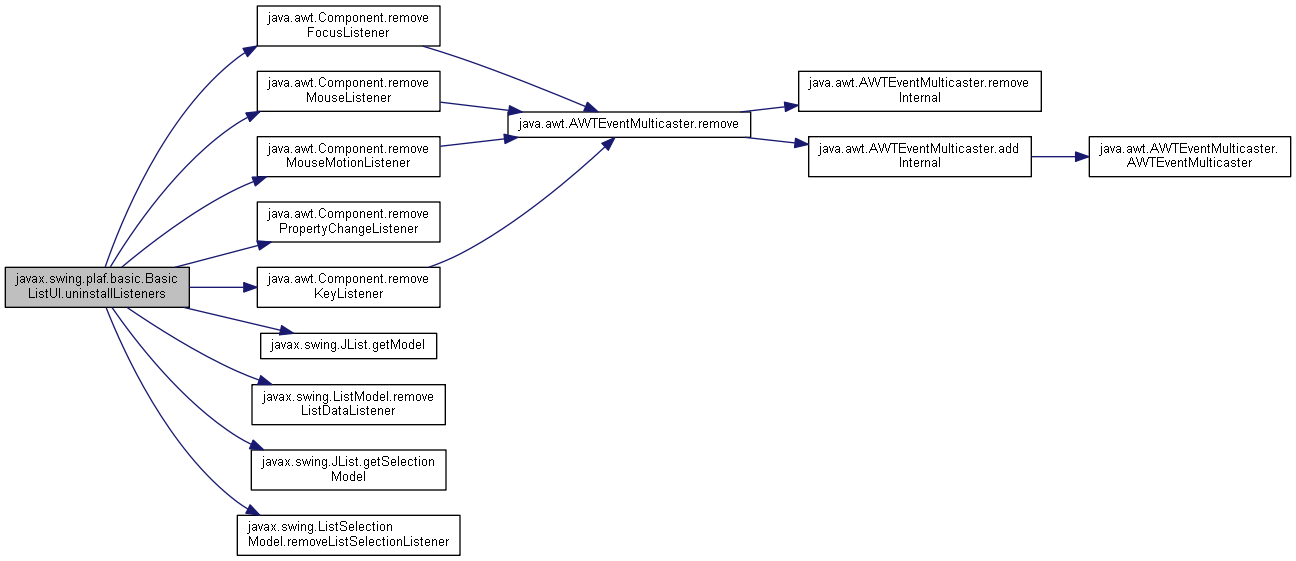 java.awt.Component.remove
FocusListener
java.awt.Component.remove
MouseListener
java.awt.AWTEventMulticaster.remove
Internal
java.awt.AWTEventMulticaster.remove
java.awt.Component.remove
MouseMotionListener
java.awt.AWTEventMulticaster.add
Internal
java.awt.AWTEventMulticaster.
AWTEventMulticaster
java.awt.Component.remove
PropertyChangeListener
javax.swing.plaf.basic.Basic
ListUI.uninstallListeners
java.awt.Component.remove
KeyListener
javax.swing.JList.getModel
javax.swing.ListModel.remove
ListDataListener
javax.swing.JList.getSelection
Model
javax.swing.ListSelection
Model.removeListSelectionListener